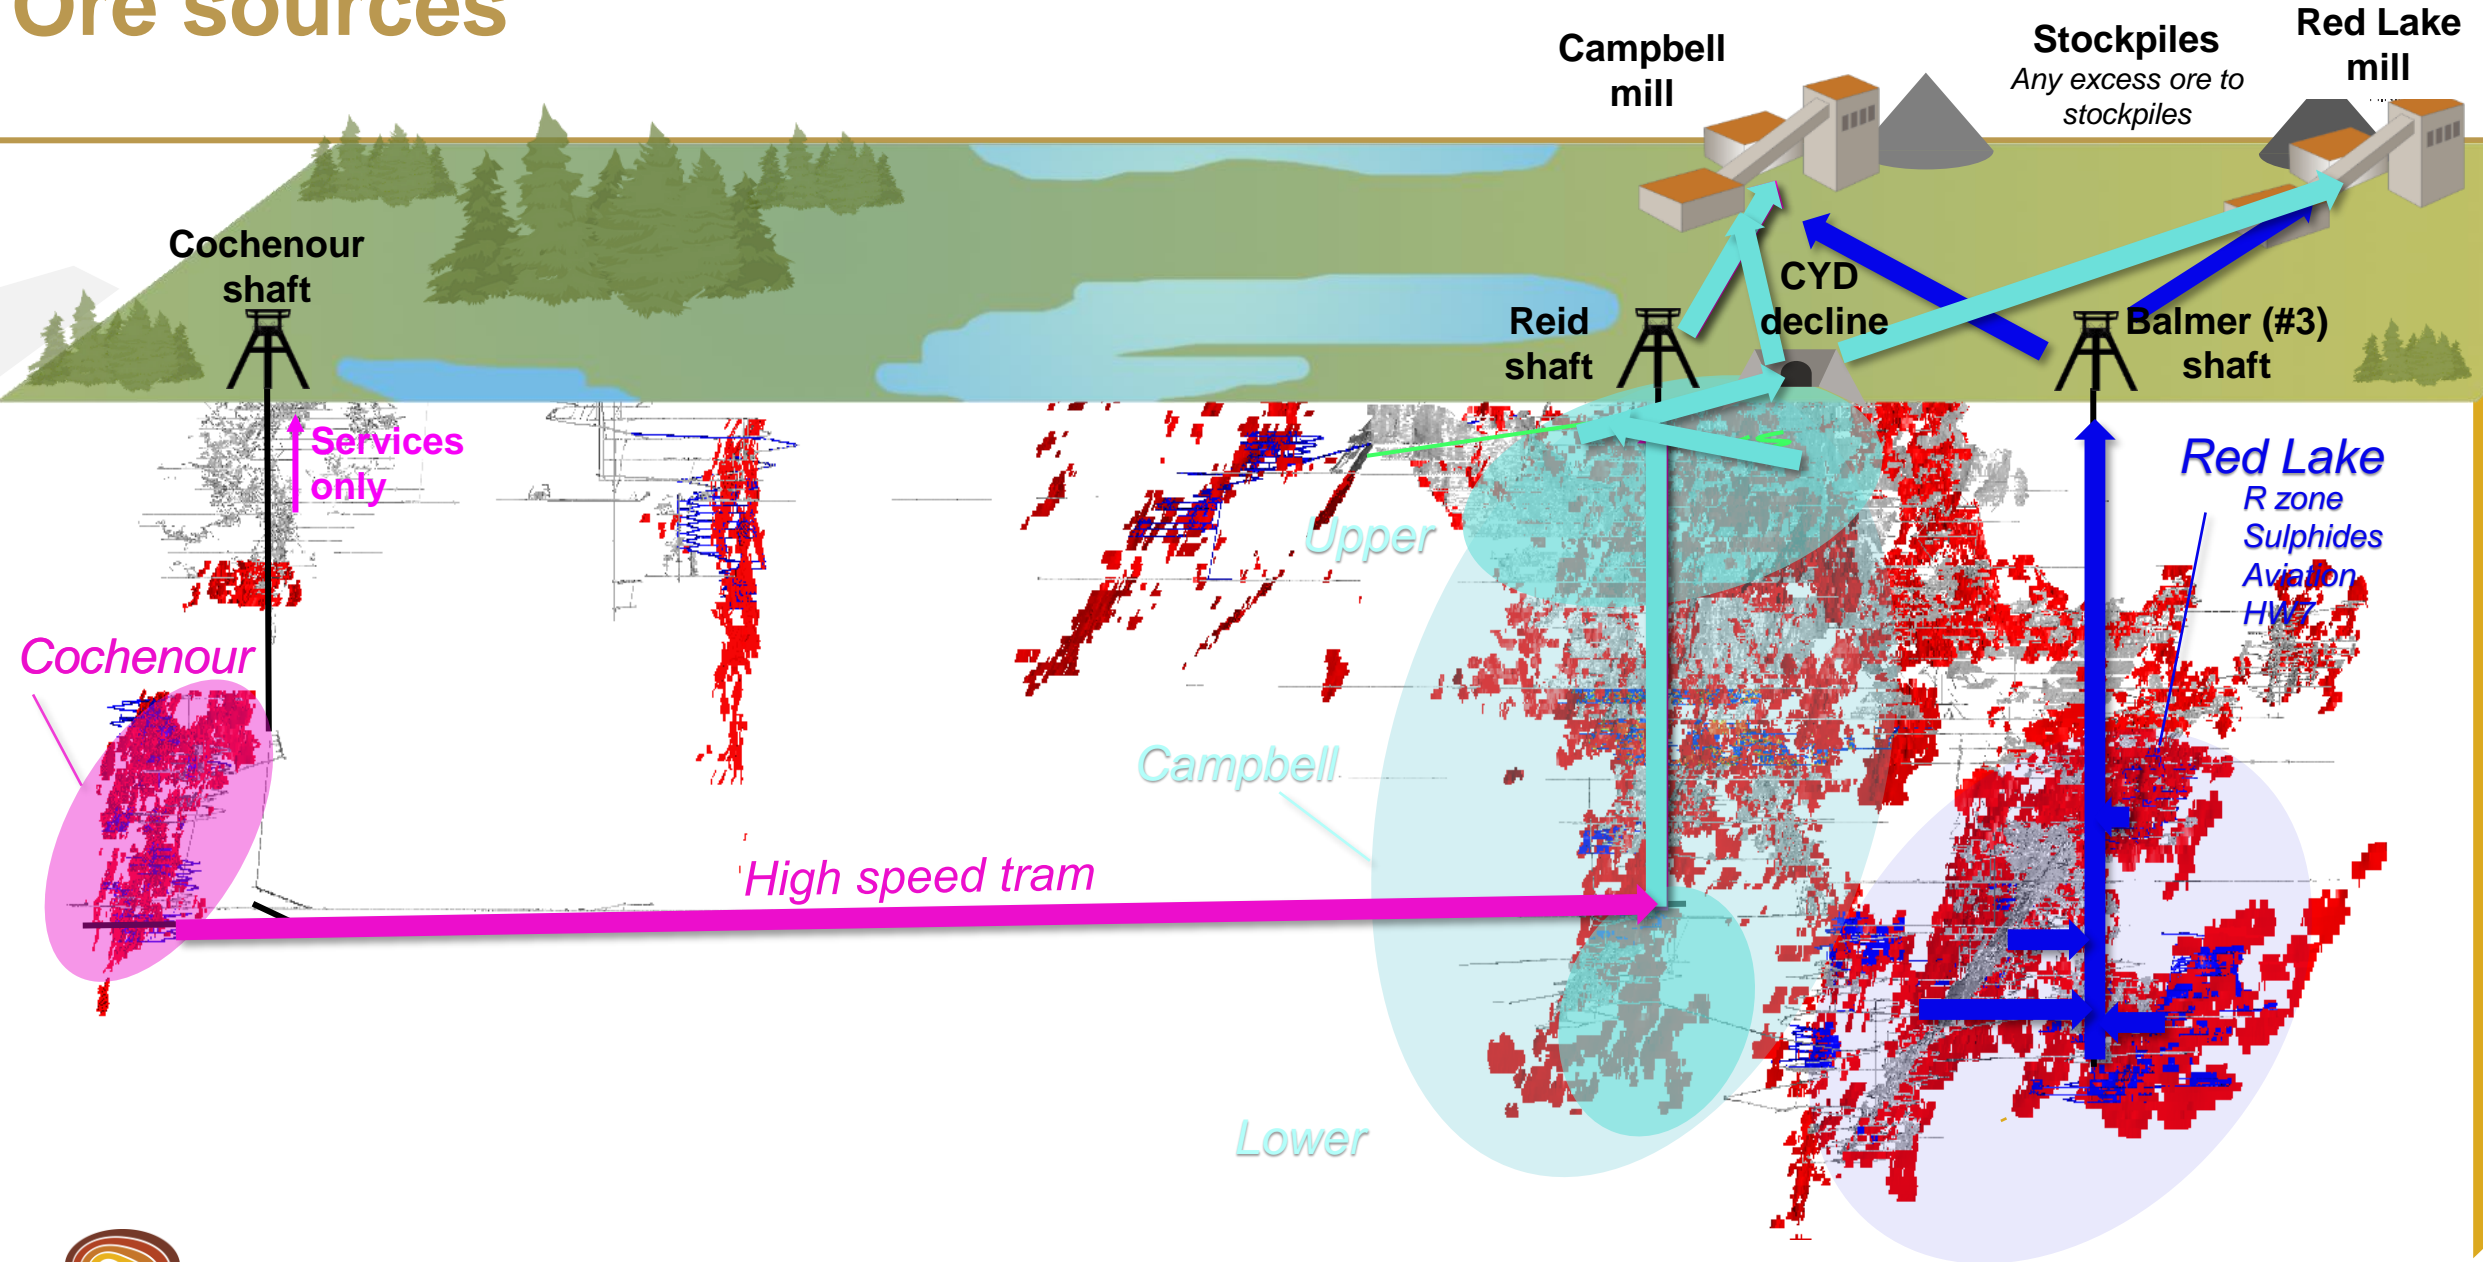 Ore sources
Campbell
mill
Stockpiles
Any excess ore to
stockpiles
Red Lake
mill
Cochenour
shaft
CYD
decline
Reid
shaft
Balmer (#3)
shaft
Services
only
Red Lake
R zone
Sulphides
Aviation
HW7
Upper
Cochenour
Campbell
High speed tram
Lower